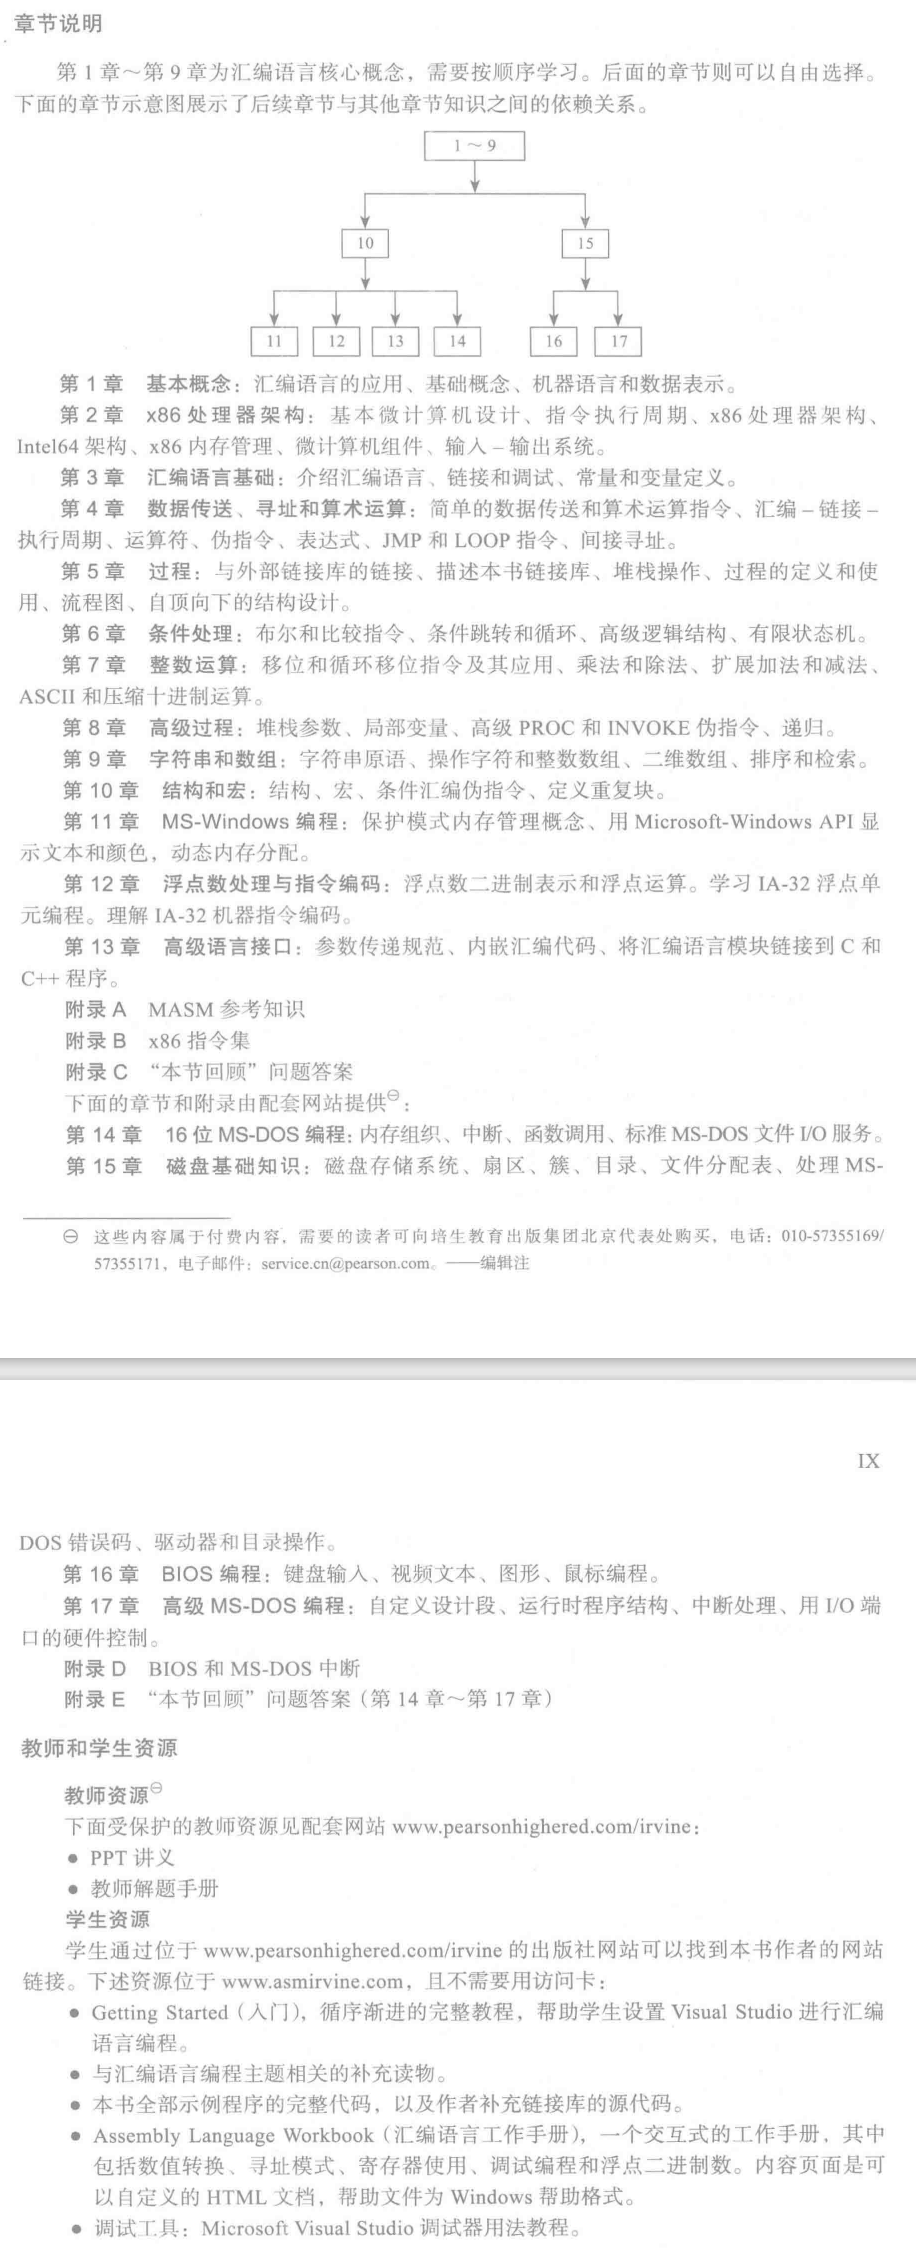 章节说明
第 1 章～第 9 章为汇编语言核心概念，需要按顺序学习。后面的章节则可以自由选择。
下面的章节示意图展示了后续章节与其他章节知识之间的依赖关系。
1～9
10 15
11 12 13 14 16 17
第 1 章 基本概念：汇编语言的应用、基础概念、机器语言和数据表示。
第 2 章 x86 处理器架构：基本微计算机设计、指令执行周期、x86 处理器架构、
Intel64 架构、x86 内存管理、微计算机组件、输入 – 输出系统。
第 3 章 汇编语言基础：介绍汇编语言、链接和调试、常量和变量定义。
第 4 章 数据传送、寻址和算术运算：简单的数据传送和算术运算指令、汇编 – 链接 –
执行周期、运算符、伪指令、表达式、JMP 和 LOOP 指令、间接寻址。
第 5 章 过程：与外部链接库的链接、描述本书链接库、堆栈操作、过程的定义和使
用、流程图、自顶向下的结构设计。
第 6 章 条件处理：布尔和比较指令、条件跳转和循环、高级逻辑结构、有限状态机。
第 7 章 整数运算：移位和循环移位指令及其应用、乘法和除法、扩展加法和减法、
ASCII 和压缩十进制运算。
第 8 章 高级过程：堆栈参数、局部变量、高级 PROC 和 INVOKE 伪指令、递归。
第 9 章 字符串和数组：字符串原语、操作字符和整数数组、二维数组、排序和检索。
第 10 章 结构和宏：结构、宏、条件汇编伪指令、定义重复块。
第 11 章 MS-Windows 编程：保护模式内存管理概念、用 Microsoft-Windows API 显
示文本和颜色，动态内存分配。
第 12 章 浮点数处理与指令编码：浮点数二进制表示和浮点运算。学习 IA-32 浮点单
元编程。理解 IA-32 机器指令编码。
第 13 章 高级语言接口：参数传递规范、内嵌汇编代码、将汇编语言模块链接到 C 和
C++ 程序。
附录 A MASM 参考知识
附录 B x86 指令集
附录 C “本节回顾”问题答案
下面的章节和附录由配套网站提供㊀：
第 14 章 16 位 MS-DOS 编程：内存组织、中断、函数调用、标准 MS-DOS 文件 I/O 服务。
第 15 章 磁盘基础知识：磁盘存储系统、扇区、簇、目录、文件分配表、处理 MS-
㊀ 这些内容属于付费内容，需要的读者可向培生教育出版集团北京代表处购买，电话：010-57355169/
57355171，电子邮件：service.cn@pearson.com。——编辑注
IX
DOS 错误码、驱动器和目录操作。
第 16 章 BIOS 编程：键盘输入、视频文本、图形、鼠标编程。
第 17 章 高级 MS-DOS 编程：自定义设计段、运行时程序结构、中断处理、用 I/O 端
口的硬件控制。
附录 D BIOS 和 MS-DOS 中断
附录 E “本节回顾”问题答案（第 14 章～第 17 章）
教师和学生资源
教师资源㊀
下面受保护的教师资源见配套网站 www.pearsonhighered.com/irvine：
● PPT 讲义
● 教师解题手册
学生资源
学生通过位于 www.pearsonhighered.com/irvine 的出版社网站可以找到本书作者的网站
链接。下述资源位于 www.asmirvine.com，且不需要用访问卡：
● Getting Started（入门），循序渐进的完整教程，帮助学生设置 Visual Studio 进行汇编
语言编程。
● 与汇编语言编程主题相关的补充读物。
● 本书全部示例程序的完整代码，以及作者补充链接库的源代码。
● Assembly Language Workbook（汇编语言工作手册），一个交互式的工作手册，其中
包括数值转换、寻址模式、寄存器使用、调试编程和浮点二进制数。内容页面是可
以自定义的 HTML 文档，帮助文件为 Windows 帮助格式。
● 调试工具：Microsoft Visual Studio 调试器用法教程。